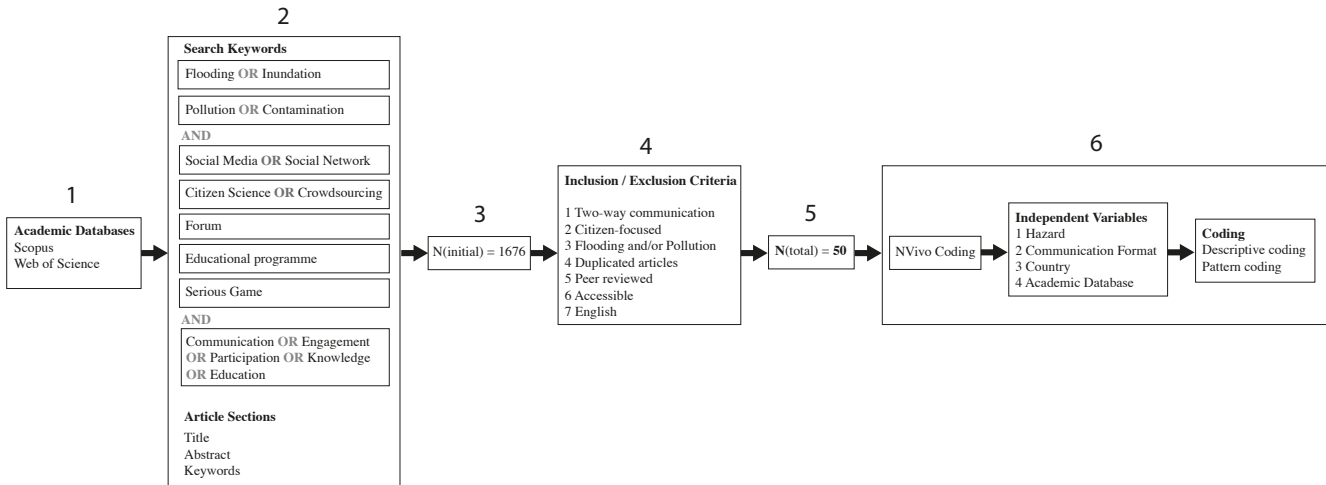 1
Academic Databases
Scopus
Web of Science
2
Search Keywords
Flooding OR Inundation
Pollution OR Contamination
AND
Social Media OR Social Network
Citizen Science OR Crowdsourcing
Forum
Educational programme
Serious Game
AND
Communication OR Engagement
OR Participation OR Knowledge
OR Education
Article Sections
Title
Abstract
Keywords
3
N(initial) = 1676
4
Inclusion / Exclusion Criteria
1 Two-way communication
2 Citizen-focused
3 Flooding and/or Pollution
4 Duplicated articles
5 Peer reviewed
6 Accessible
7 English
5
N(total) = 50
6
NVivo Coding
Independent Variables
1 Hazard
2 Communication Format
3 Country
4 Academic Database
Coding
Descriptive coding
Pattern coding